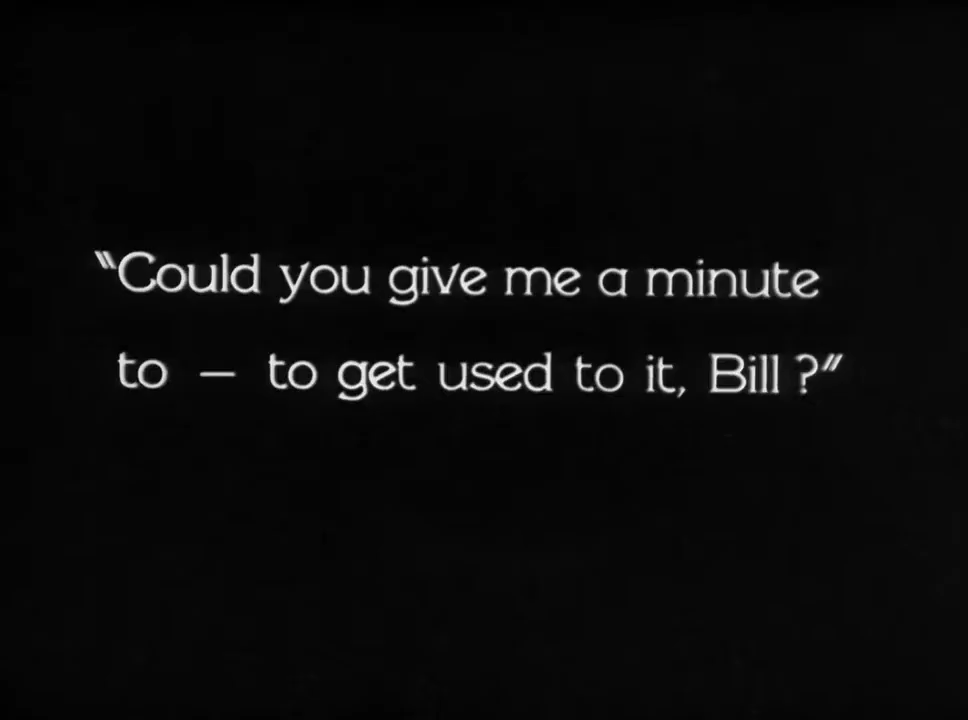 "Could you give me a minute
to — to get used to it, Bill ?"